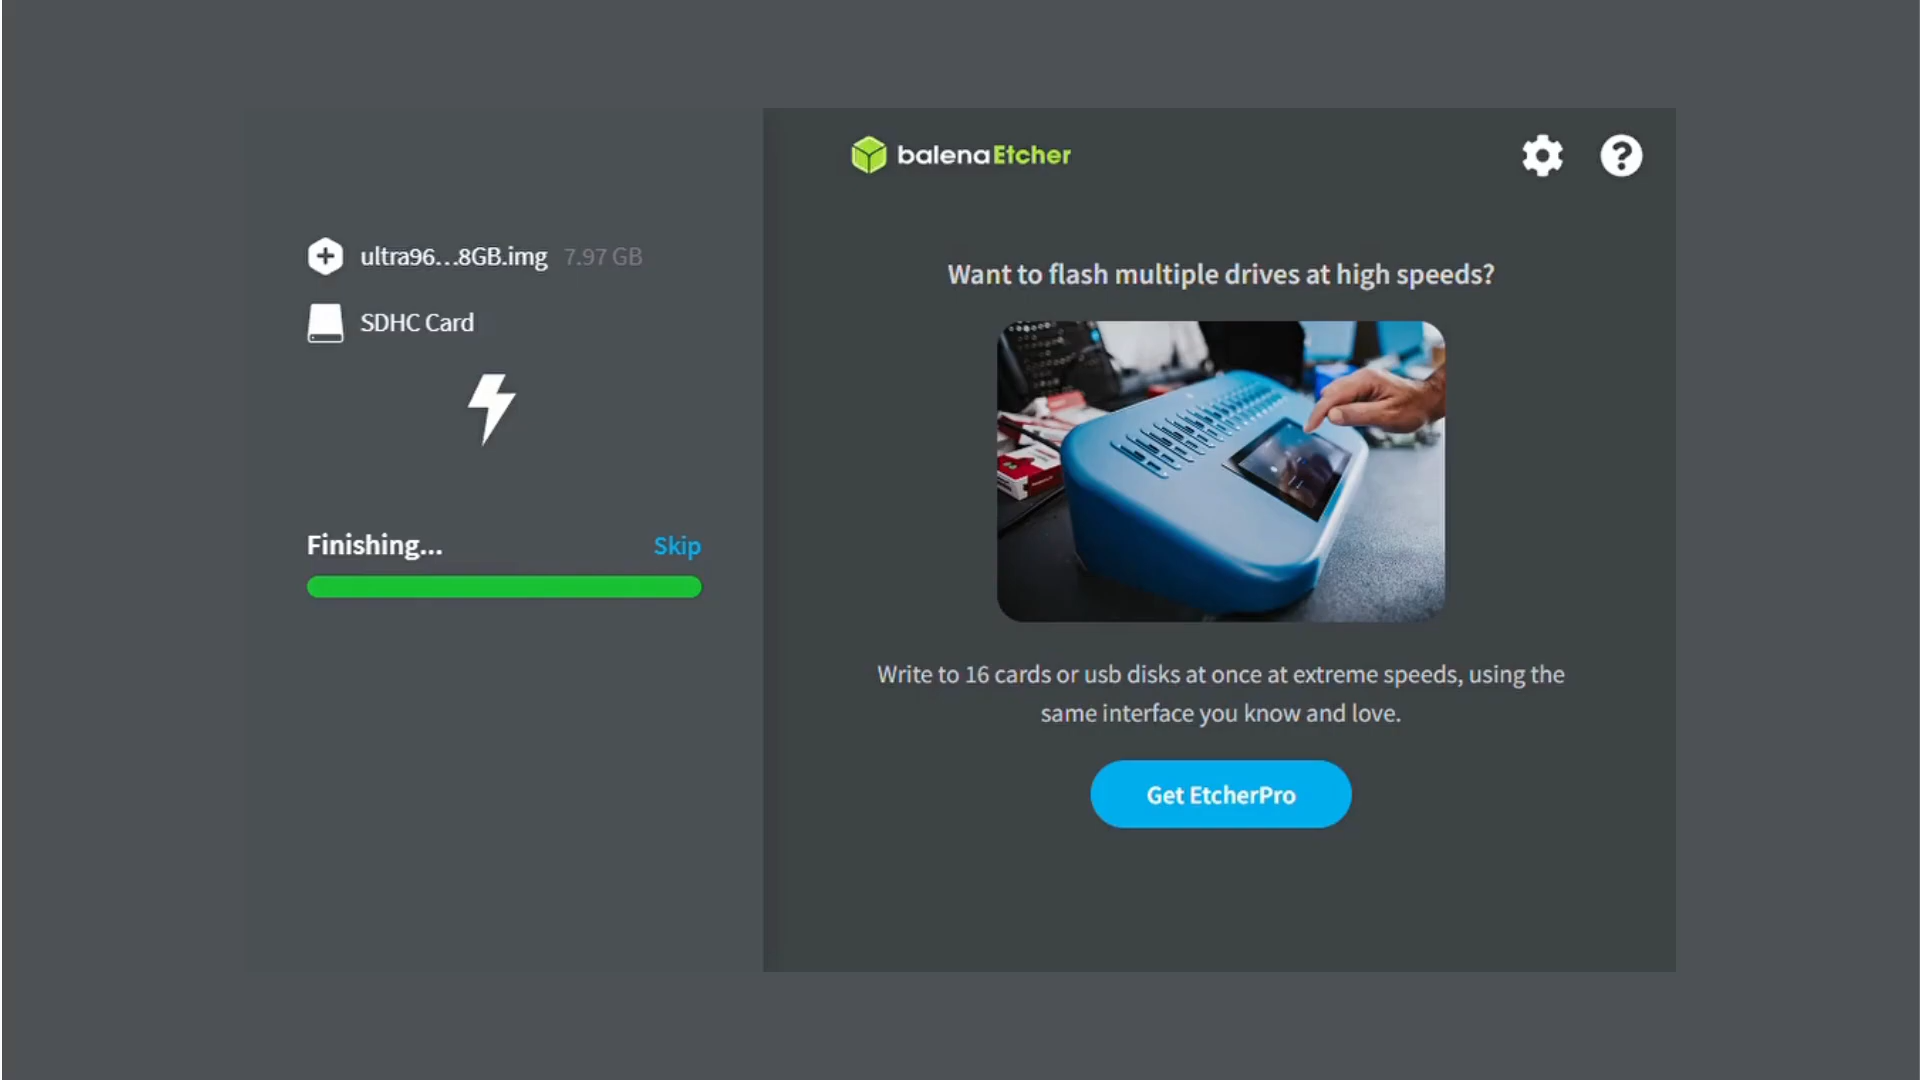 balenaEtcher
ultra96...8GB.img 7.97 GB
SDHC Card
Finishing...
Skip
Want to flash multiple drives at high speeds?
Write to 16 cards or usb disks at once at extreme speeds, using the
same interface you know and love.
Get EtcherPro